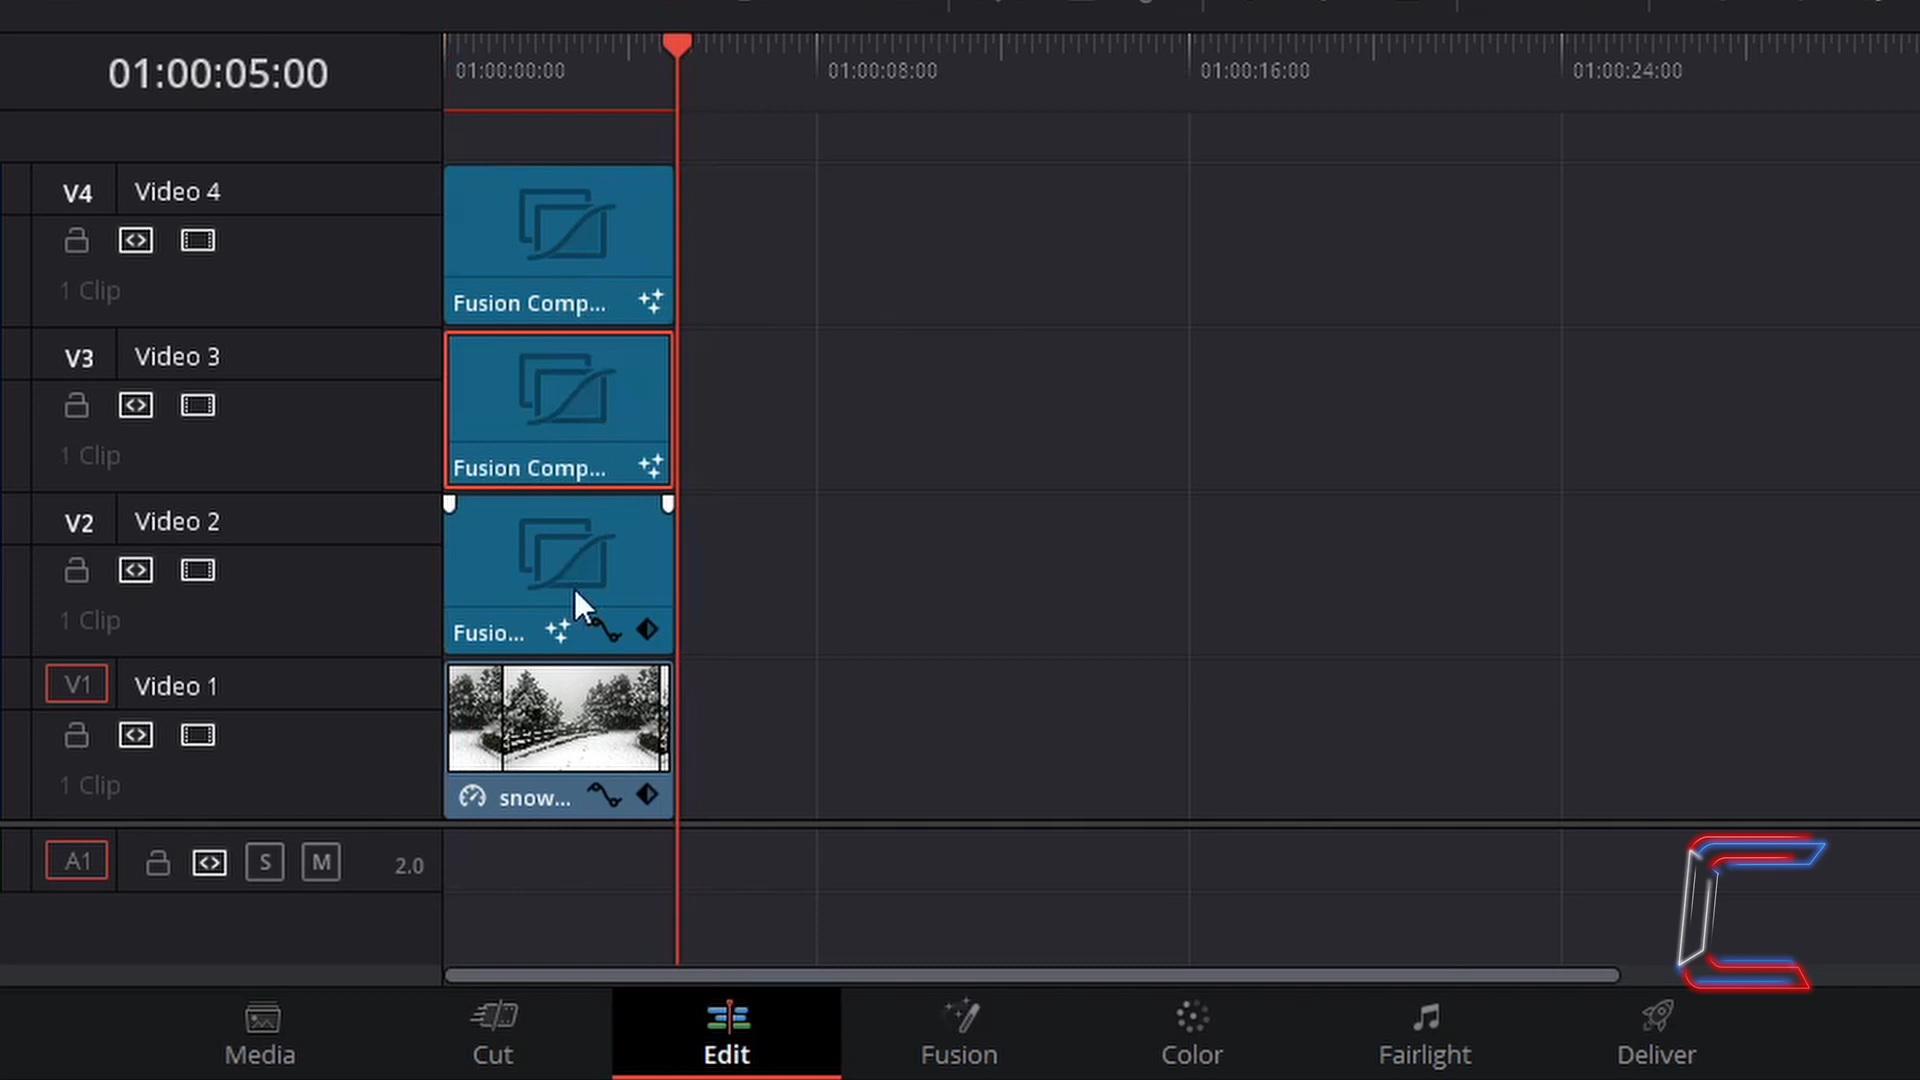 01:00:05:00
01:00:00:00 01:00:08:00 01:00:16:00 01:00:24:00
V4 Video 4
1 Clip
Fusion Comp...
V3 Video 3
1 Clip
Fusion Comp...
V2 Video 2
1 Clip
Fusio...
V1 Video 1
1 Clip
snow...
A1 S M 2.0
Media Cut Edit Fusion Color Fairlight Deliver